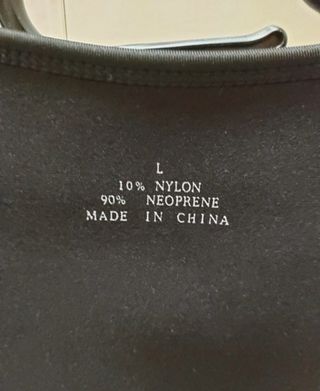 L
10% NYLON
90% NEOPRENE
MADE IN CHINA